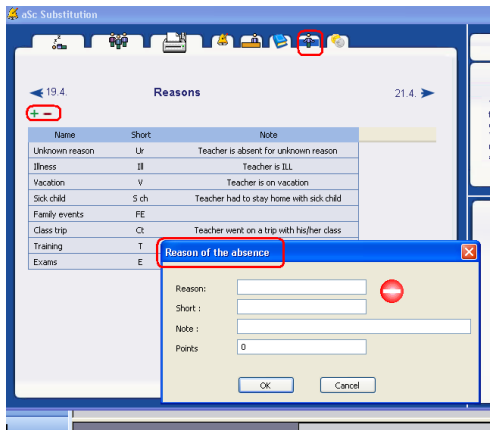 aSc Substitution
19.4. Reasons 21.4.
Name Short Note
Unknown reason Ur Teacher is absent for unknown reason
Illness Ill Teacher is ILL
Vacation V Teacher is on vacation
Sick child S ch Teacher had to stay home with sick child
Family events FE
Class trip Ct Teacher went on a trip with his/her class
Training T
Exams E
Reason of the absence
Reason:
Short :
Note :
Points 0
OK Cancel